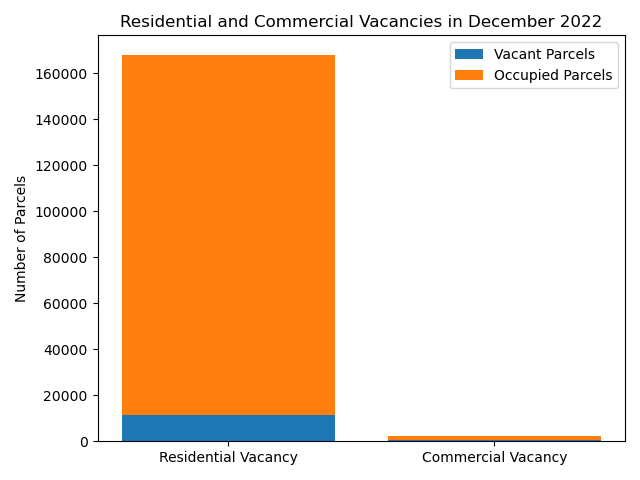 Residential and Commercial Vacancies in December 2022
Vacant Parcels
Occupied Parcels
Number of Parcels
160000
140000
120000
100000
80000
60000
40000
20000
0
Residential Vacancy
Commercial Vacancy